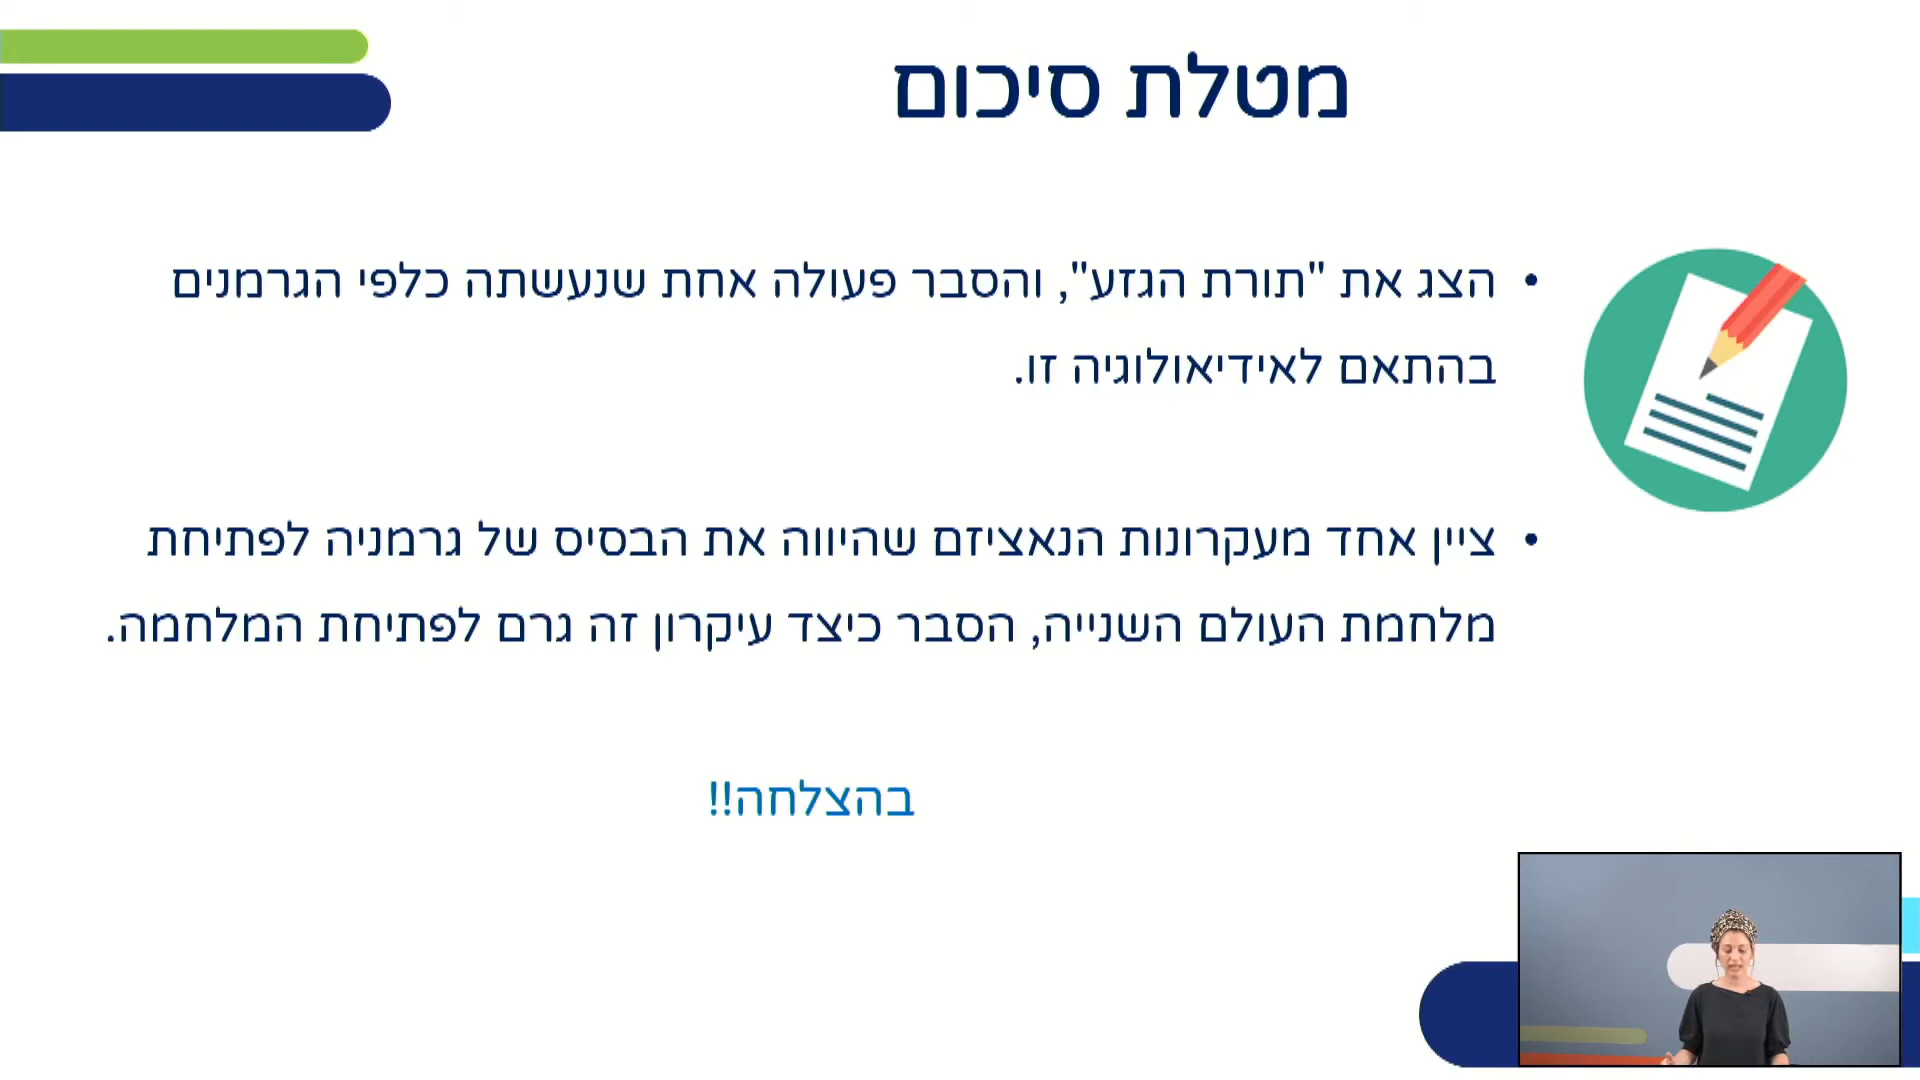 מטלת סיכום
• הצג את "תורת הגזע", והסבר פעולה אחת שנעשתה כלפי הגרמנים
בהתאם לאידיאולוגיה זו.
• ציין אחד מעקרונות הנאציזם שהיווה את הבסיס של גרמניה לפתיחת
מלחמת העולם השנייה, הסבר כיצד עיקרון זה גרם לפתיחת המלחמה.
בהצלחה!!